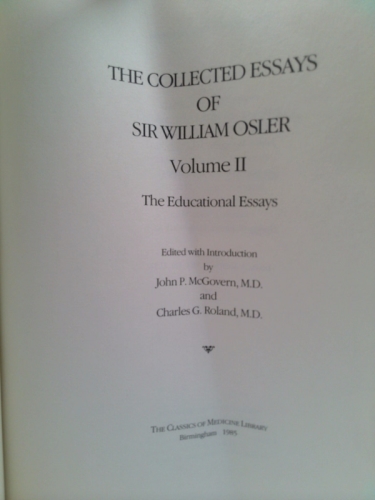 THE COLLECTED ESSAYS
OF
SIR WILLIAM OSLER
Volume II
The Educational Essays
Edited with Introduction
by
John P. McGovern, M.D.
and
Charles G. Roland, M.D.
THE CLASSICS OF MEDICINE LIBRARY
Birmingham 1985